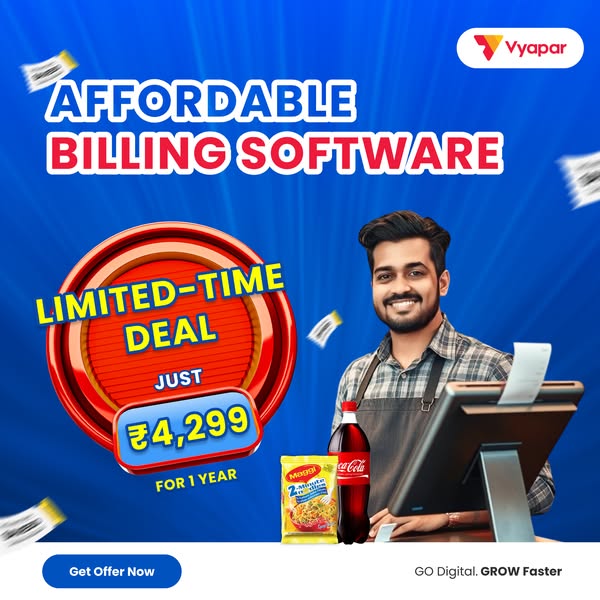 Vyapar
AFFORDABLE
BILLING SOFTWARE
LIMITED-TIME
DEAL
JUST
₹4,299
FOR 1 YEAR
Maggi
2-Minute
Noodles
Coca-Cola
Get Offer Now
GO Digital. GROW Faster